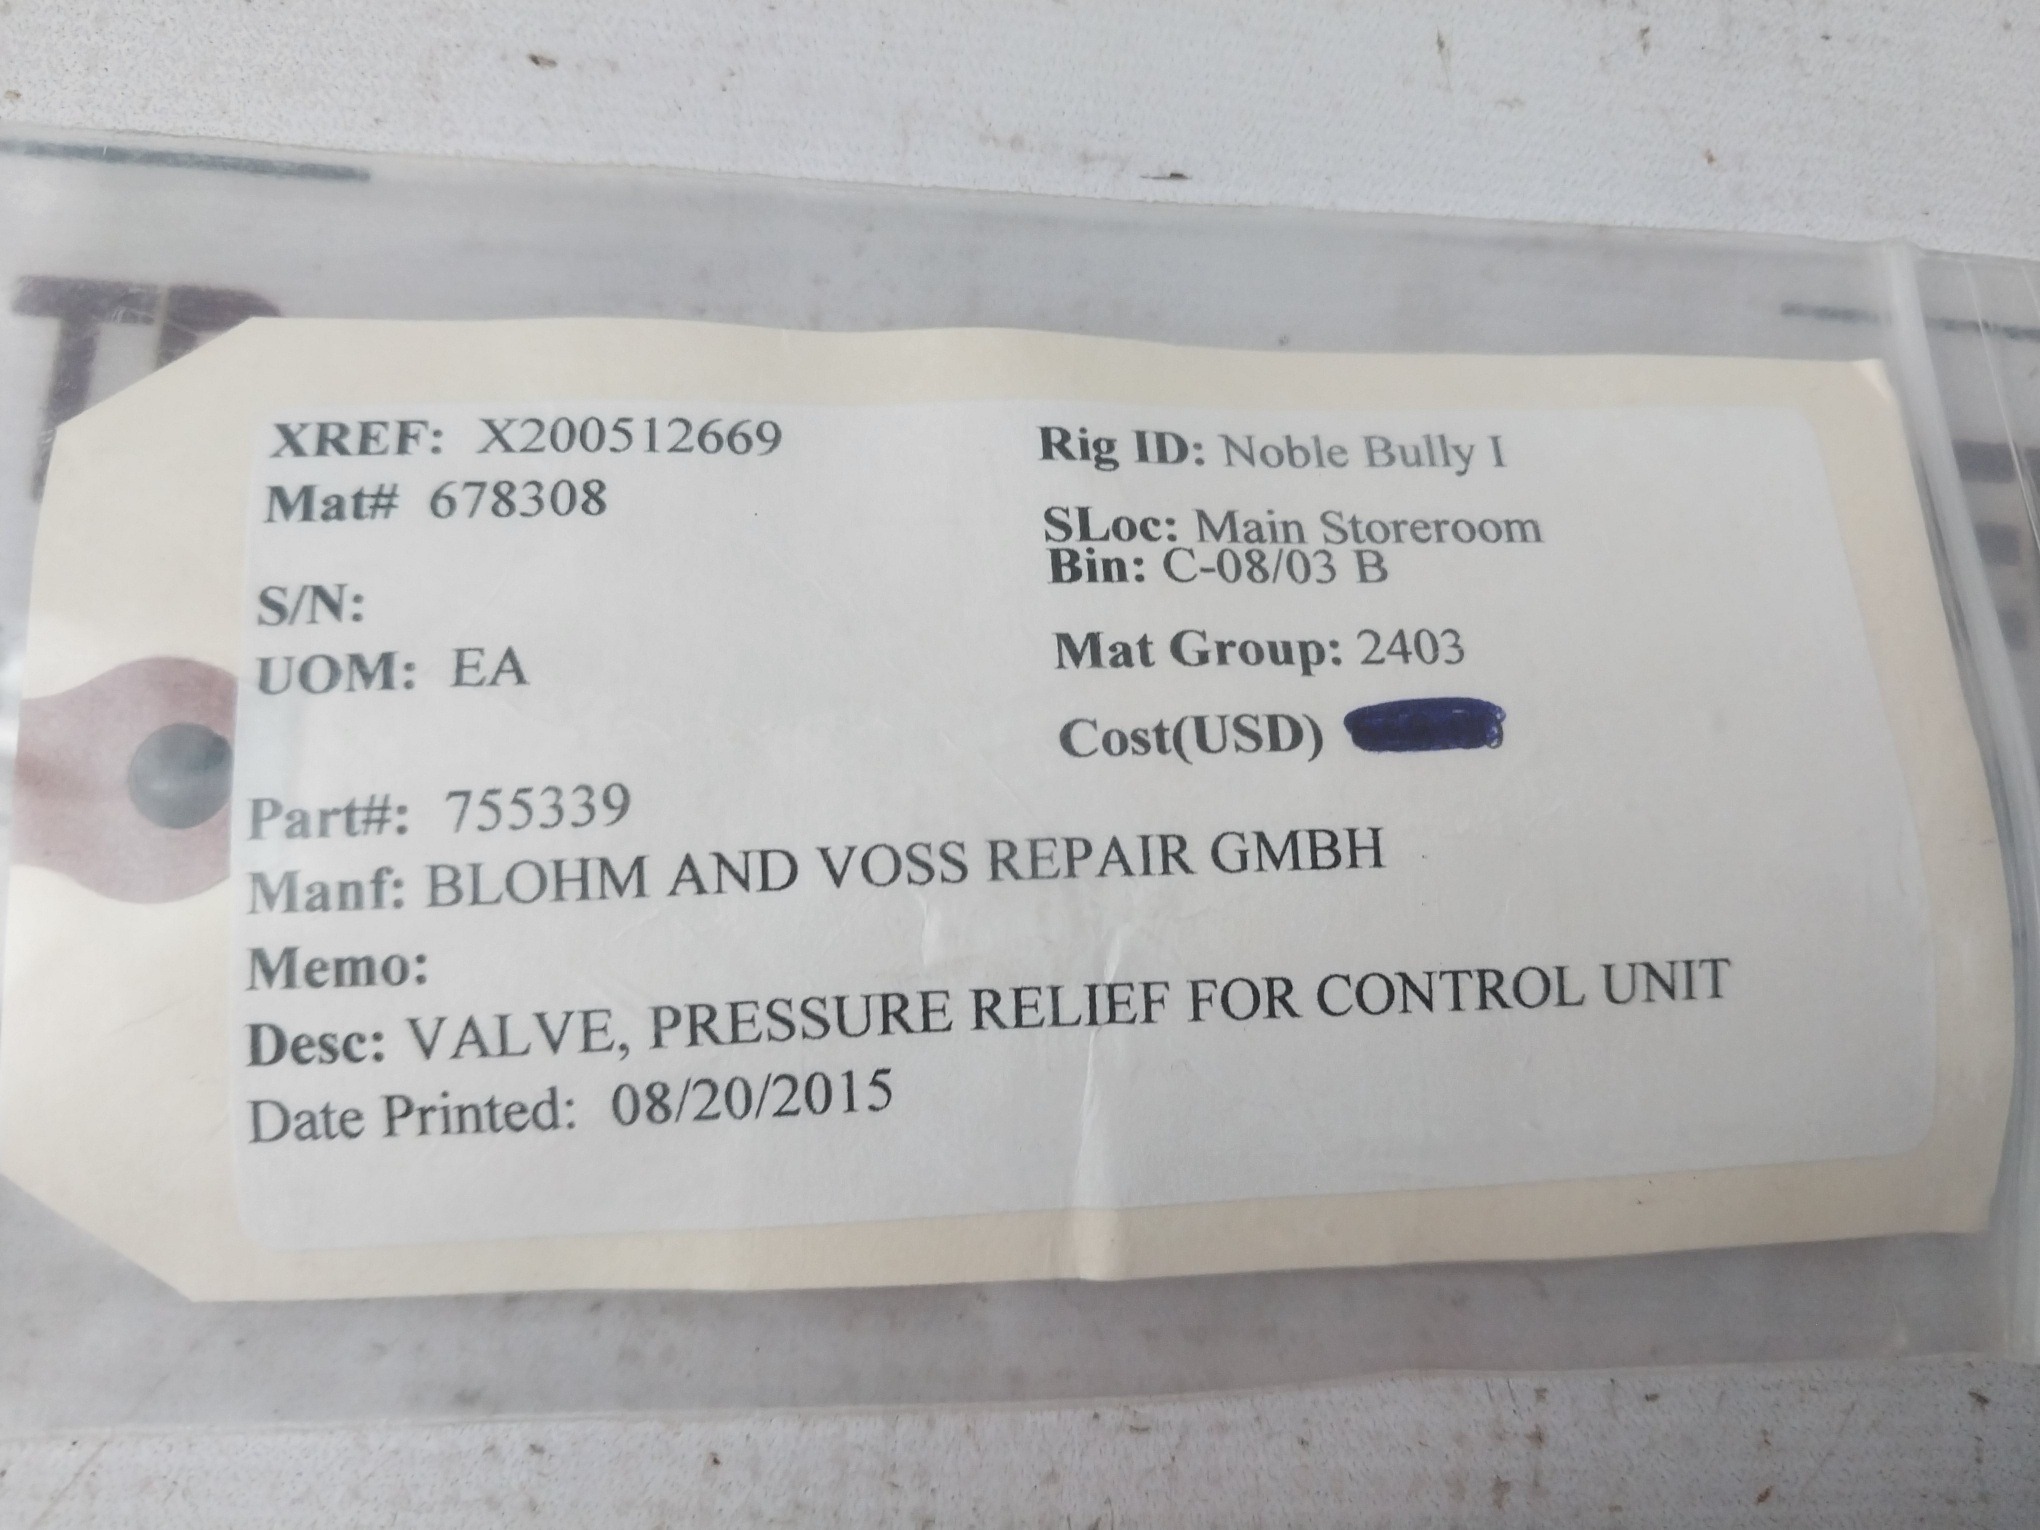 XREF: X200512669
Mat# 678308
S/N:
UOM: EA
Rig ID: Noble Bully I
SLoc: Main Storeroom
Bin: C-08/03 B
Mat Group: 2403
Cost(USD)
Part#: 755339
Manf: BLOHM AND VOSS REPAIR GMBH
Memo:
Desc: VALVE, PRESSURE RELIEF FOR CONTROL UNIT
Date Printed: 08/20/2015